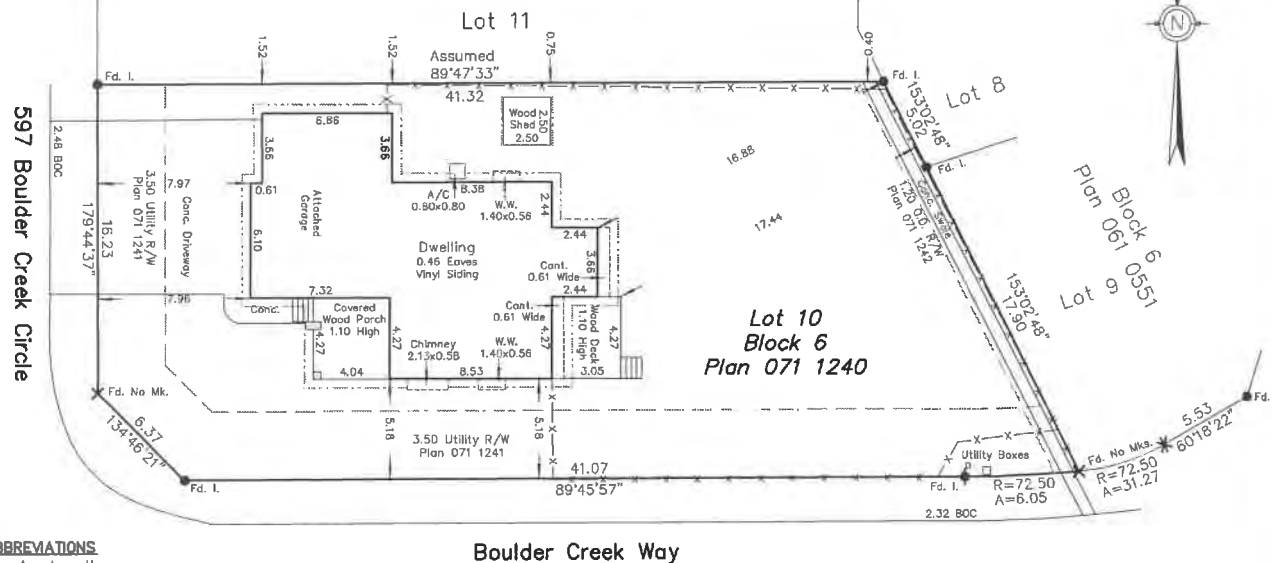 Lot 11
N
1.52
1.52
0.75
0.40
Assumed
89°47'33"
41.32
Fd. I.
Fd. I.
153°02'48"
5.02
Lot 8
Fd. I.
597 Boulder Creek Circle
2.48 BOC
16.23
179°44'37"
3.50 Utility R/W
Plan 071 1241
Conc. Driveway
7.97
7.96
6.86
3.66
3.66
0.61
6.10
7.32
Attached
Garage
Wood
Shed
2.50
2.50
A/C
0.80x0.80
8.38
W.W.
1.40x0.56
2.44
2.44
3.66
2.44
Dwelling
0.46 Eaves
Vinyl Siding
Cant.
0.61 Wide
Cant.
0.61 Wide
16.88
17.44
Conc. Swale
1.20 O.D. R/W
Plan 071 1242
153°02'48"
17.90
Block 6
Plan 061 0551
Lot 9
Lot 10
Block 6
Plan 071 1240
Conc.
Covered
Wood Porch
1.10 High
4.27
4.04
4.27
Chimney
2.13x0.58
8.53
W.W.
1.40x0.56
4.27
Wood Deck
1.10 High
4.27
3.05
Fd. No Mk.
6.37
134°46'21"
Fd. I.
5.18
5.18
3.50 Utility R/W
Plan 071 1241
41.07
89°45'57"
Utility Boxes
P
Fd. I.
R=72.50
A=6.05
Fd. No Mks.
R=72.50
A=31.27
5.53
60°18'22"
Fd.
2.32 BOC
BBREVIATIONS
Boulder Creek Way